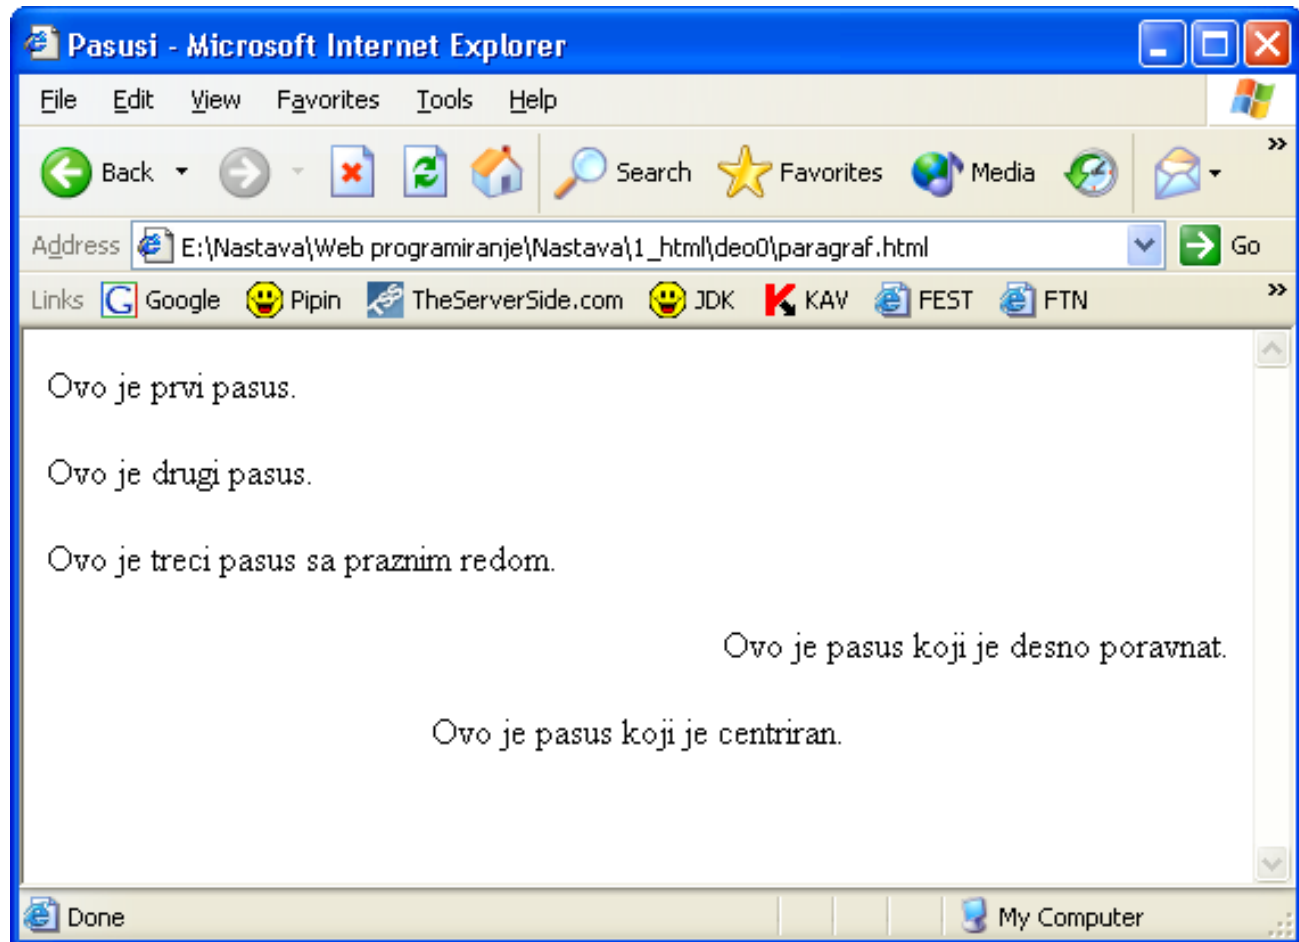 Pasusi - Microsoft Internet Explorer
File Edit View Favorites Tools Help
Back Search Favorites Media »
Address E:\Nastava\Web programiranje\Nastava\1_html\deo0\paragraf.html Go
Links Google Pipin TheServerSide.com JDK KAV FEST FTN »
Ovo je prvi pasus.
Ovo je drugi pasus.
Ovo je treci pasus sa praznim redom.
Ovo je pasus koji je desno poravnat.
Ovo je pasus koji je centriran.
Done My Computer